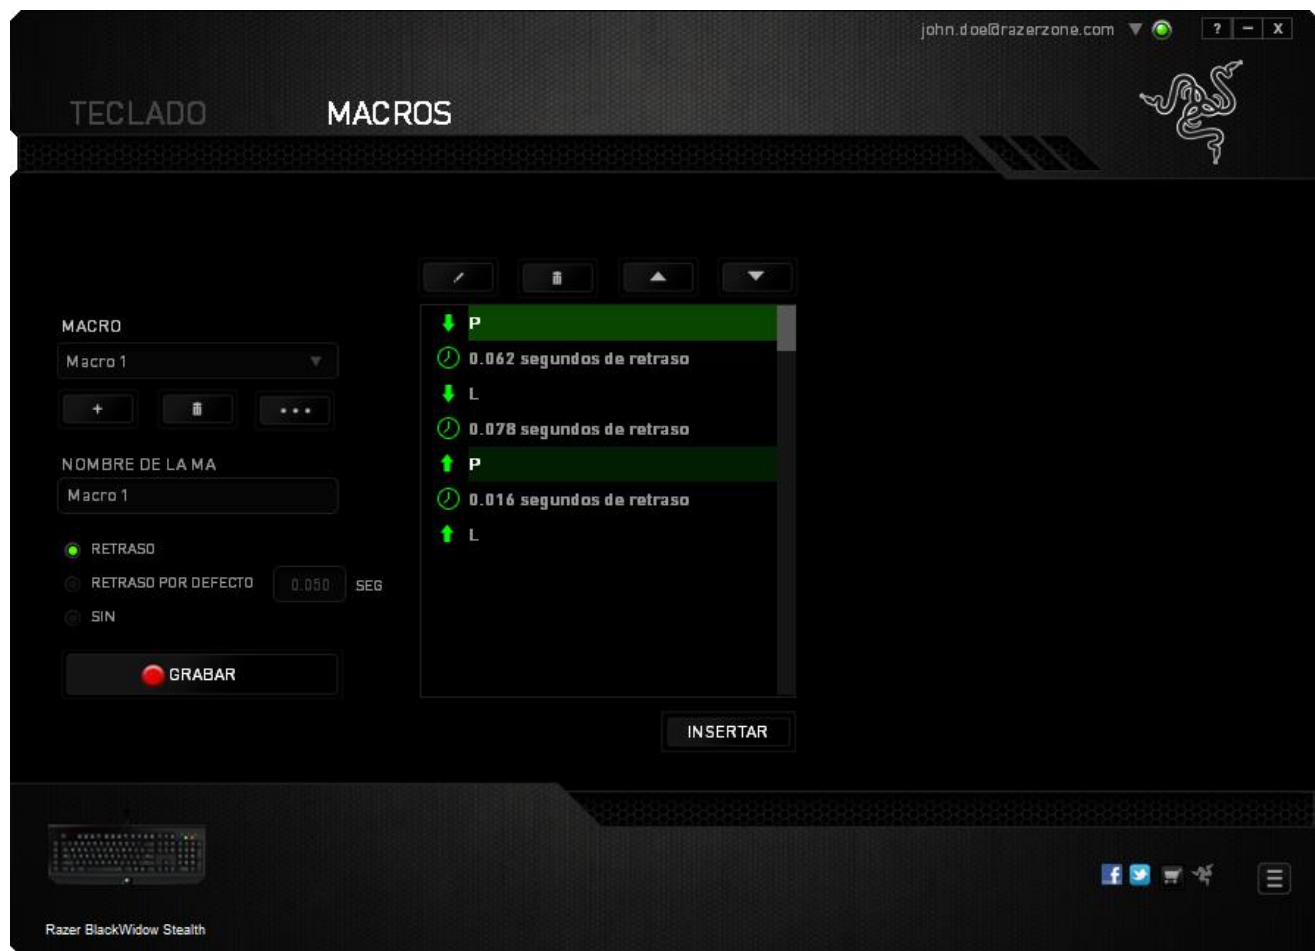 john.doe@razerzone.com
? – X
TECLADO MACROS
MACRO
Macro 1
+
NOMBRE DE LA MA
Macro 1
RETRASO
RETRASO POR DEFECTO 0.050 SEG
SIN
GRABAR
P
0.062 segundos de retraso
L
0.078 segundos de retraso
P
0.016 segundos de retraso
L
INSERTAR
Razer BlackWidow Stealth